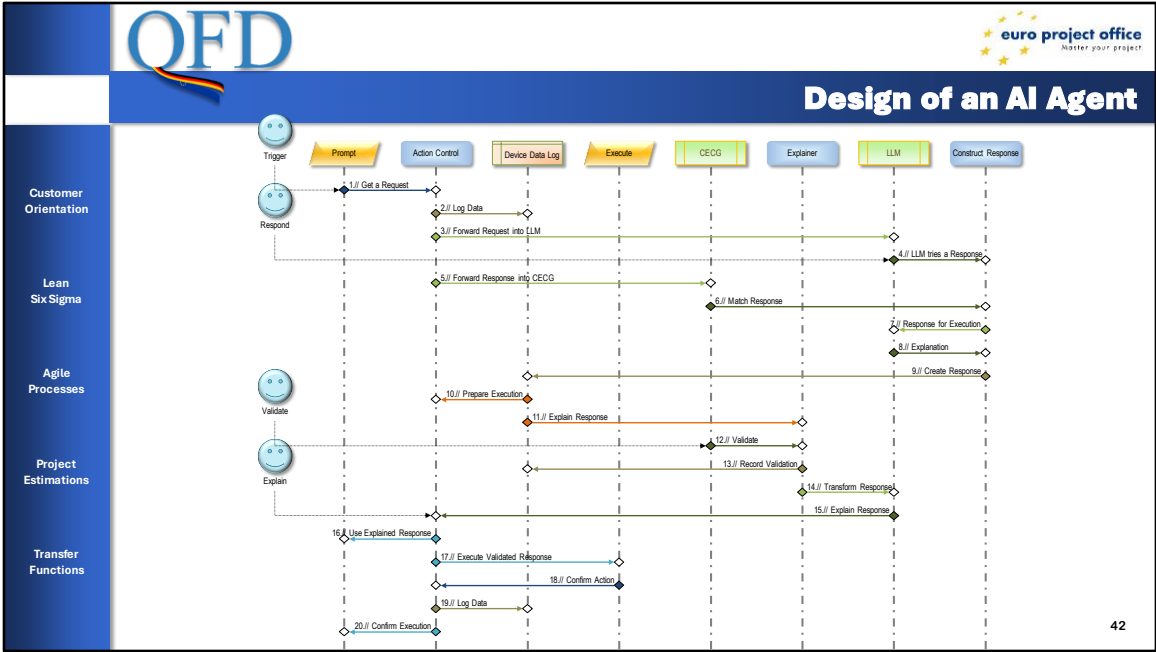 QFD
euro project office
Master your project
Design of an AI Agent
Trigger
Prompt
Action Control
Device Data Log
Execute
CECG
Explainer
LLM
Construct Response
Customer
Orientation
1.// Get a Request
Respond
2.// Log Data
3.// Forward Request into LLM
4.// LLM tries a Response
Lean
Six Sigma
5.// Forward Response into CECG
6.// Match Response
7.// Response for Execution
8.// Explanation
Agile
Processes
9.// Create Response
10.// Prepare Execution
Validate
11.// Explain Response
12.// Validate
Project
Estimations
13.// Record Validation
Explain
14.// Transform Response
15.// Explain Response
16.// Use Explained Response
Transfer
Functions
17.// Execute Validated Response
18.// Confirm Action
19.// Log Data
20.// Confirm Execution
42